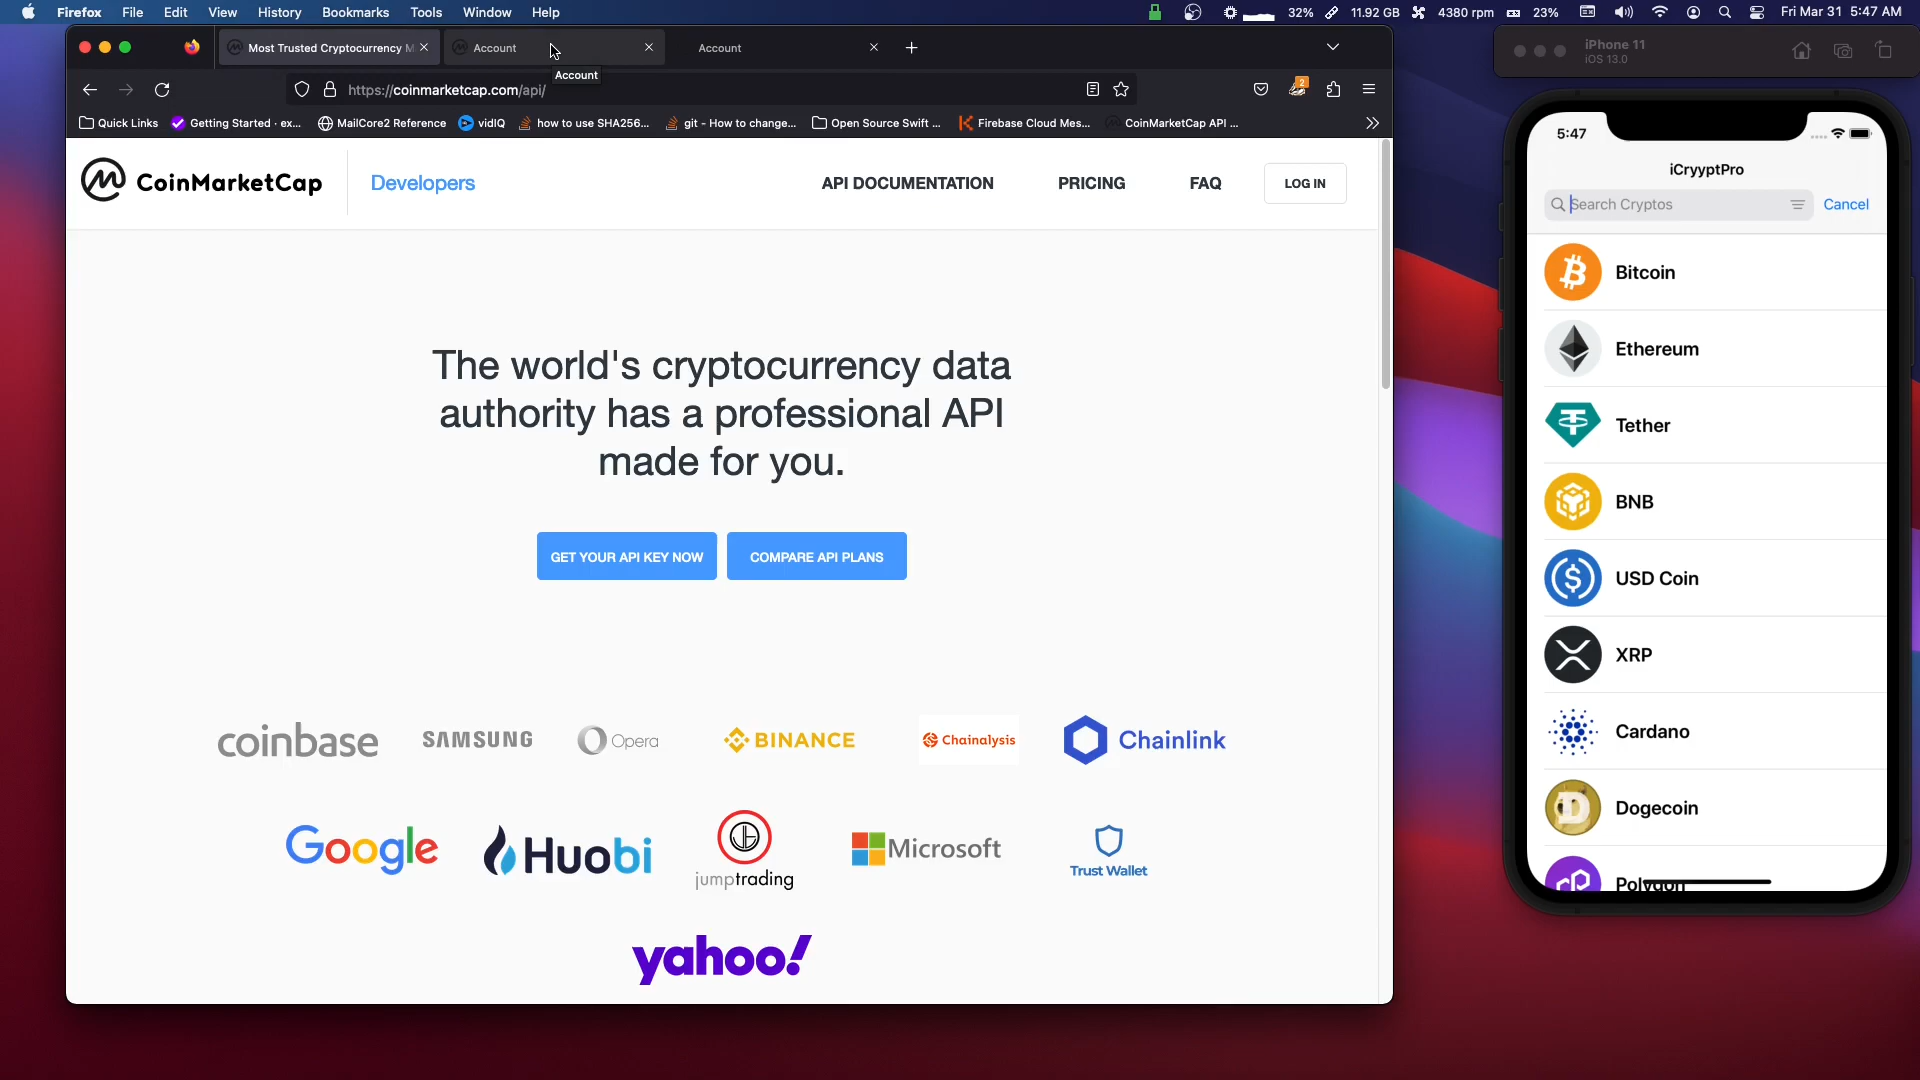 Firefox File Edit View History Bookmarks Tools Window Help 32% 11.92 GB 4380 rpm 23% Fri Mar 31 5:47 AM
Most Trusted Cryptocurrency M Account Account
Account
https://coinmarketcap.com/api/ 2
Quick Links Getting Started · ex... MailCore2 Reference vidIQ how to use SHA256... git - How to change... Open Source Swift ... Firebase Cloud Mes... CoinMarketCap API ...
CoinMarketCap Developers API DOCUMENTATION PRICING FAQ LOG IN
The world's cryptocurrency data
authority has a professional API
made for you.
GET YOUR API KEY NOW COMPARE API PLANS
coinbase SAMSUNG Opera BINANCE Chainalysis Chainlink
Google Huobi jumptrading Microsoft Trust Wallet
yahoo!
iPhone 11
iOS 13.0
5:47
iCryyptPro
Search Cryptos Cancel
Bitcoin
Ethereum
Tether
BNB
USD Coin
XRP
Cardano
Dogecoin
Polygon